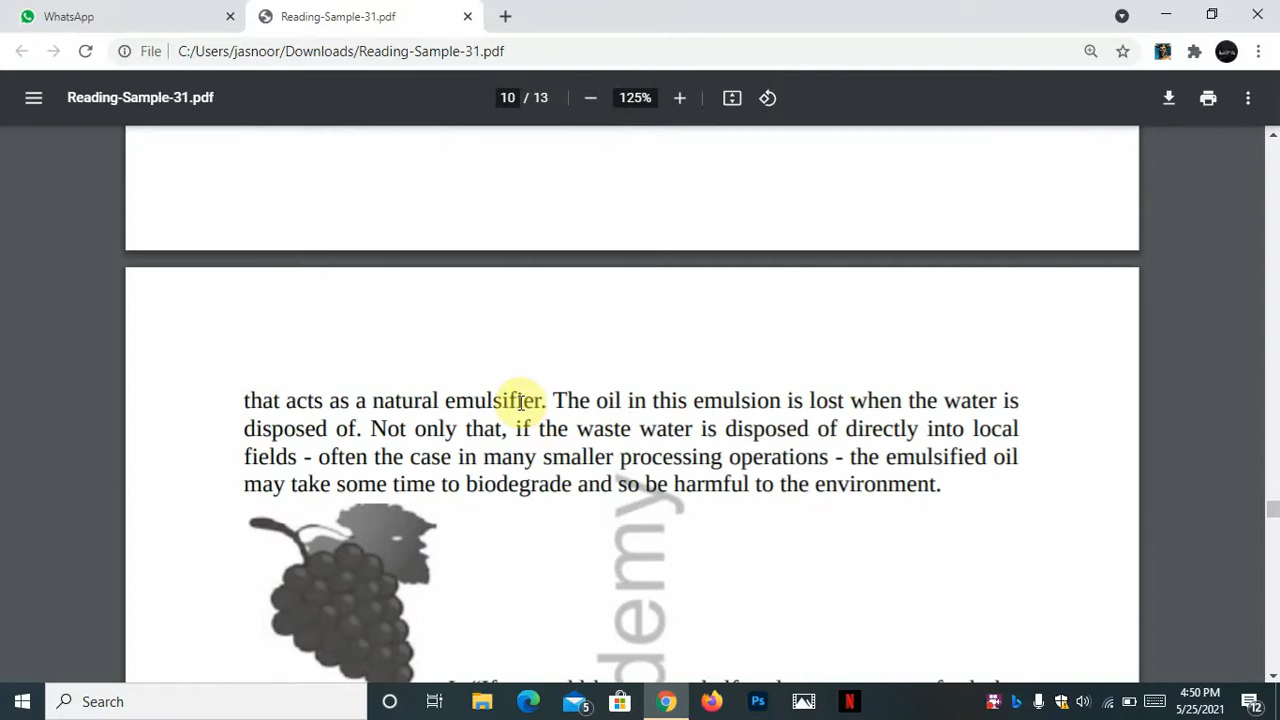 WhatsApp
Reading-Sample-31.pdf
File
C:/Users/jasnoor/Downloads/Reading-Sample-31.pdf
Reading-Sample-31.pdf
10 / 13
125%
that acts as a natural emulsifier. The oil in this emulsion is lost when the water is
disposed of. Not only that, if the waste water is disposed of directly into local
fields - often the case in many smaller processing operations - the emulsified oil
may take some time to biodegrade and so be harmful to the environment.
demy
Search
5
4:50 PM
5/25/2021
12